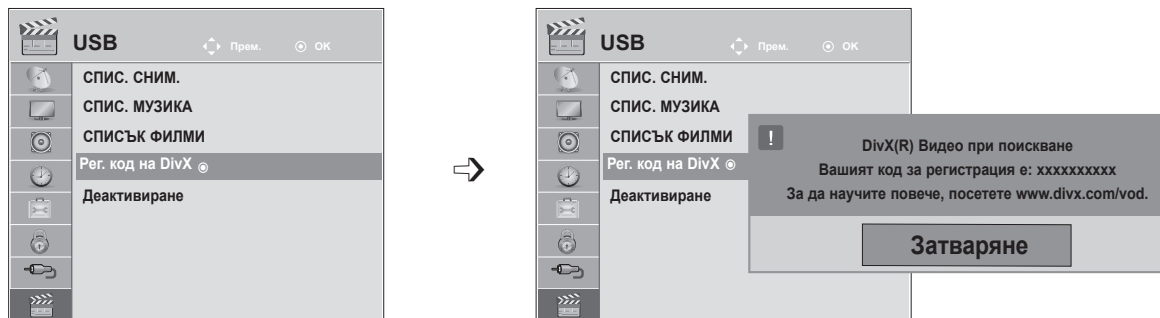 USB Прем. OK
СПИС. СНИМ.
СПИС. МУЗИКА
СПИСЪК ФИЛМИ
Рег. код на DivX
Деактивиране
USB Прем. OK
СПИС. СНИМ.
СПИС. МУЗИКА
СПИСЪК ФИЛМИ
Рег. код на DivX
Деактивиране
!
DivX(R) Видео при поискване
Вашият код за регистрация е: xxxxxxxxxx
За да научите повече, посетете www.divx.com/vod.
Затваряне